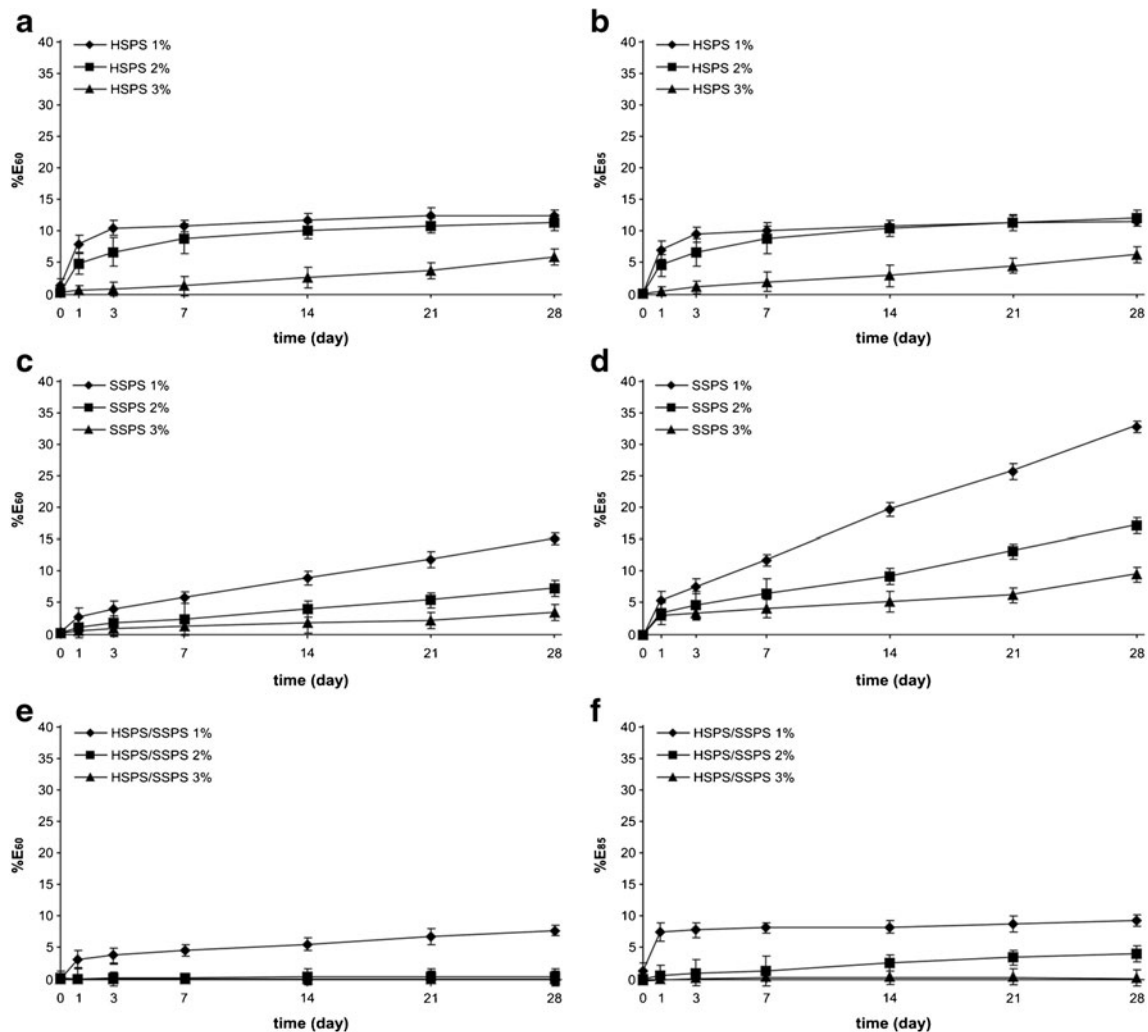 a
40
35
30
25
20
15
10
5
0
%E60
HSPS 1%
HSPS 2%
HSPS 3%
0 1 3 7 14 21 28
time (day)
b
40
35
30
25
20
15
10
5
0
%E85
HSPS 1%
HSPS 2%
HSPS 3%
0 1 3 7 14 21 28
time (day)
c
40
35
30
25
20
15
10
5
0
%E60
SSPS 1%
SSPS 2%
SSPS 3%
0 1 3 7 14 21 28
time (day)
d
40
35
30
25
20
15
10
5
0
%E85
SSPS 1%
SSPS 2%
SSPS 3%
0 1 3 7 14 21 28
time (day)
e
40
35
30
25
20
15
10
5
0
%E60
HSPS/SSPS 1%
HSPS/SSPS 2%
HSPS/SSPS 3%
0 1 3 7 14 21 28
time (day)
f
40
35
30
25
20
15
10
5
0
%E85
HSPS/SSPS 1%
HSPS/SSPS 2%
HSPS/SSPS 3%
0 1 3 7 14 21 28
time (day)